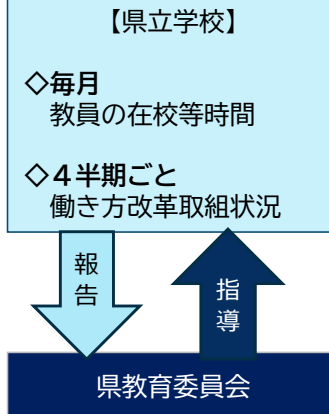 【県立学校】
◇毎月
教員の在校等時間
◇４半期ごと
働き方改革取組状況
報告
指導
県教育委員会